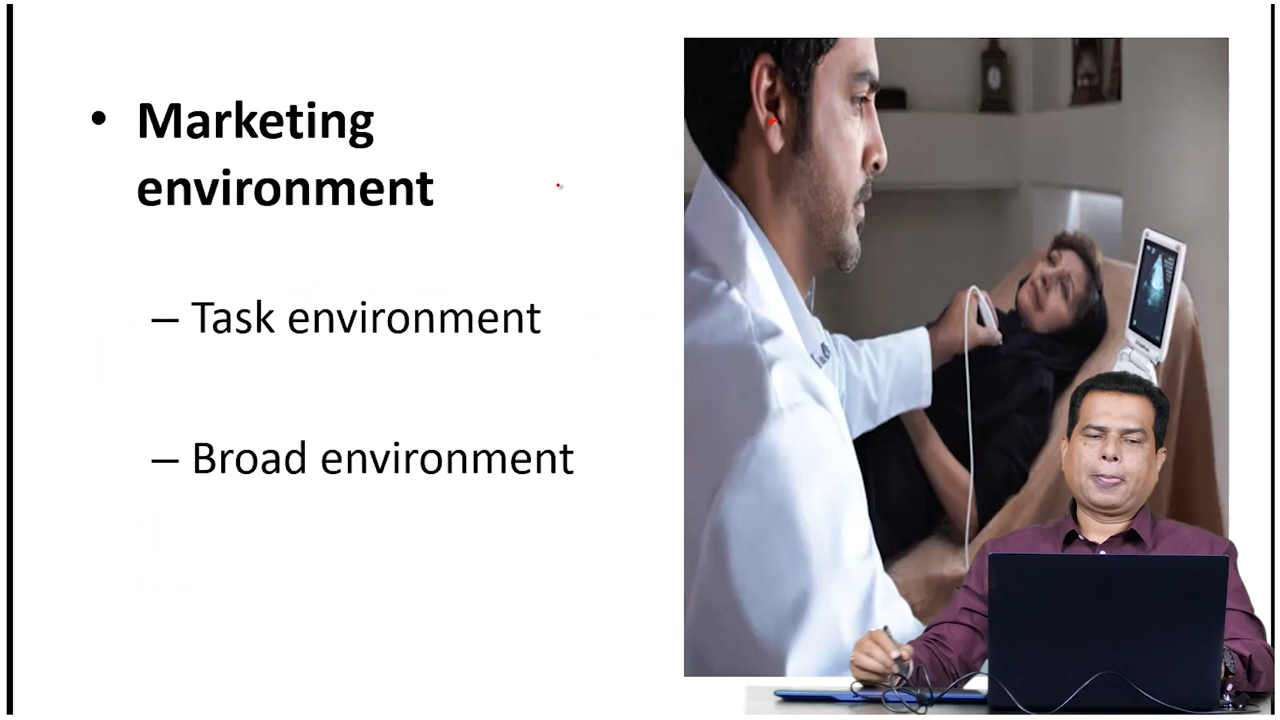 • Marketing
environment
– Task environment
– Broad environment